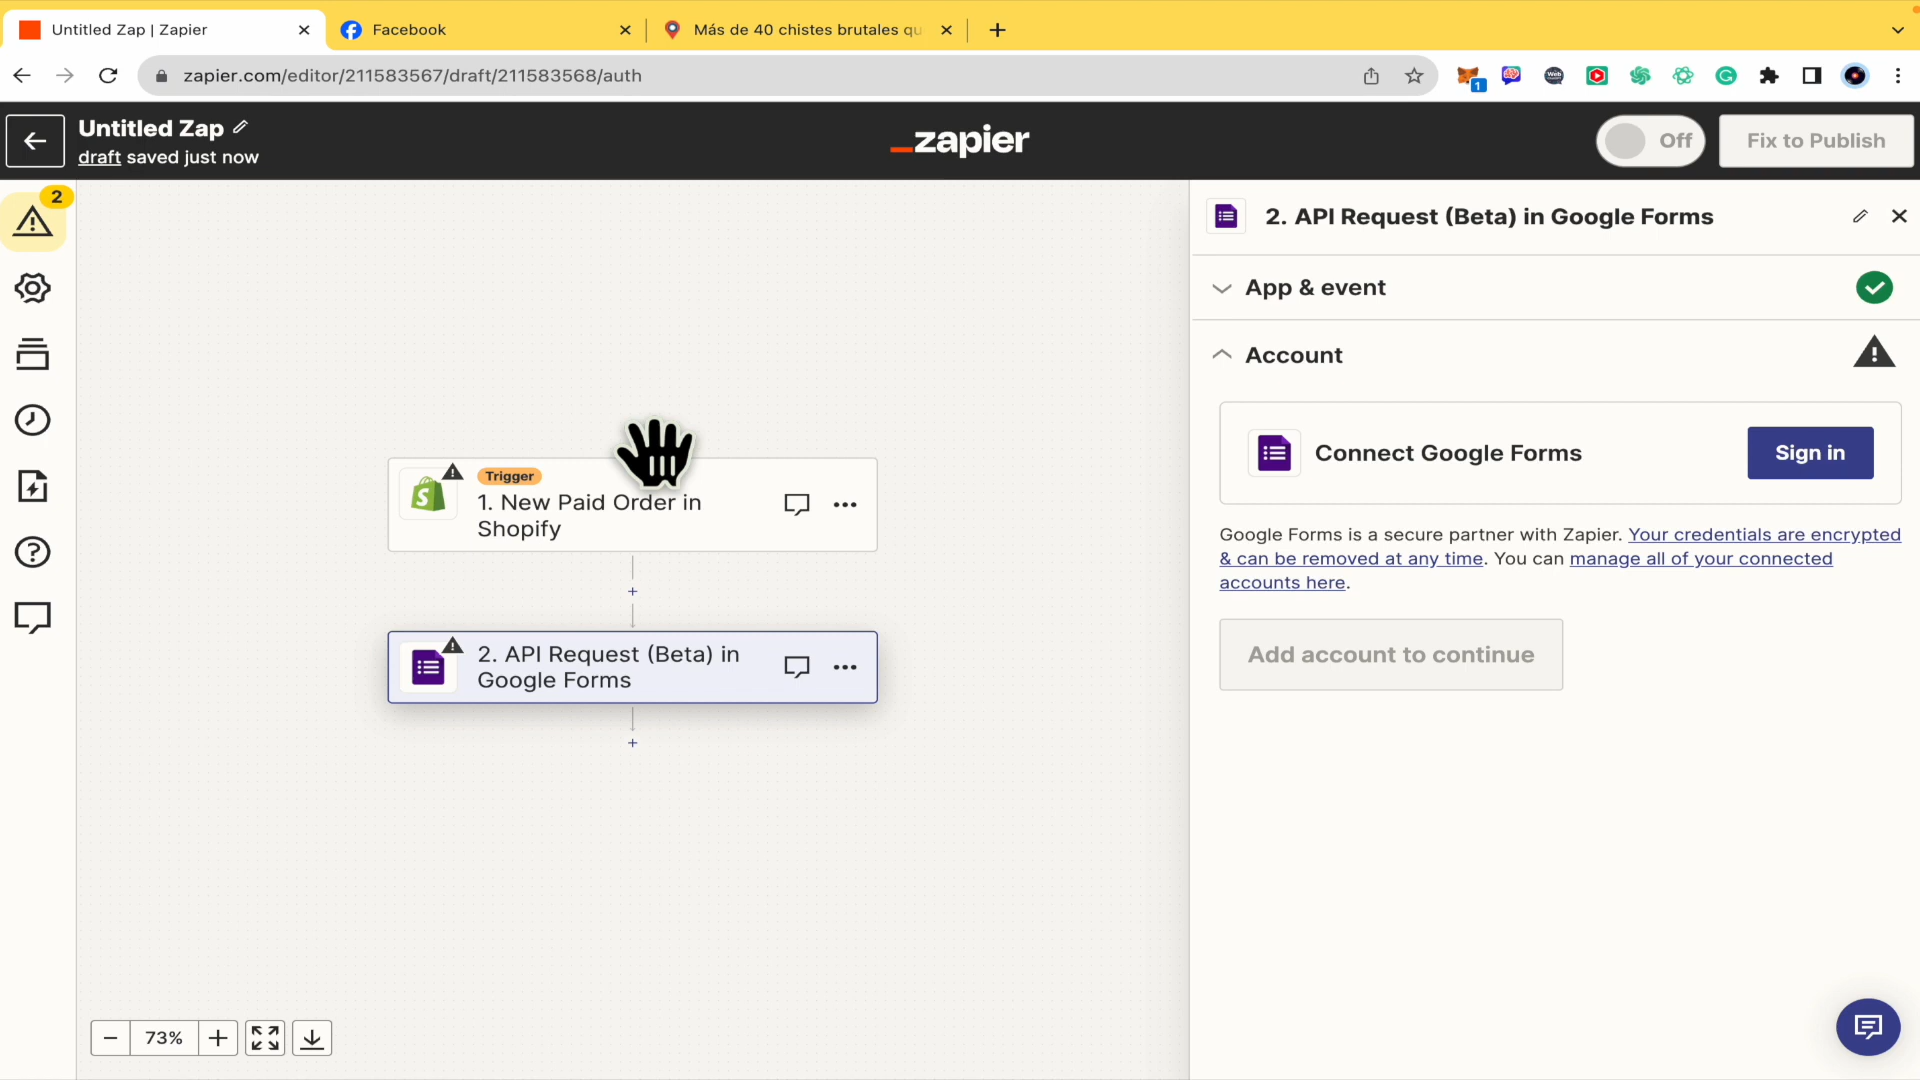 Untitled Zap | Zapier
Facebook
Más de 40 chistes brutales qu
zapier.com/editor/211583567/draft/211583568/auth
1
Untitled Zap
draft saved just now
_zapier
Off
Fix to Publish
2
2. API Request (Beta) in Google Forms
App & event
Account
Connect Google Forms
Sign in
Google Forms is a secure partner with Zapier. Your credentials are encrypted
& can be removed at any time. You can manage all of your connected
accounts here.
Add account to continue
Trigger
1. New Paid Order in
Shopify
2. API Request (Beta) in
Google Forms
73%